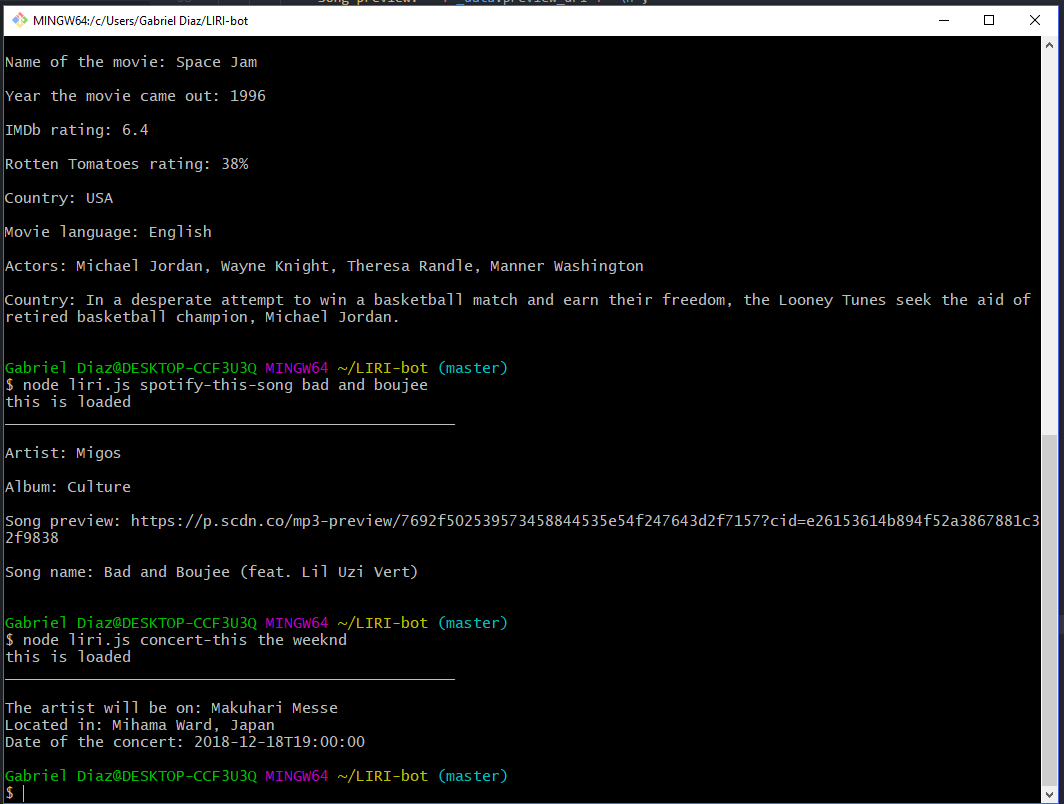 Song preview: _data.preview_url
MINGW64:/c/Users/Gabriel Diaz/LIRI-bot
Name of the movie: Space Jam
Year the movie came out: 1996
IMDb rating: 6.4
Rotten Tomatoes rating: 38%
Country: USA
Movie language: English
Actors: Michael Jordan, Wayne Knight, Theresa Randle, Manner Washington
Country: In a desperate attempt to win a basketball match and earn their freedom, the Looney Tunes seek the aid of
retired basketball champion, Michael Jordan.
Gabriel Diaz@DESKTOP-CCF3U3Q MINGW64 ~/LIRI-bot (master)
$ node liri.js spotify-this-song bad and boujee
this is loaded
__________________________________________________
Artist: Migos
Album: Culture
Song preview: https://p.scdn.co/mp3-preview/7692f502539573458844535e54f247643d2f7157?cid=e26153614b894f52a3867881c3
2f9838
Song name: Bad and Boujee (feat. Lil Uzi Vert)
Gabriel Diaz@DESKTOP-CCF3U3Q MINGW64 ~/LIRI-bot (master)
$ node liri.js concert-this the weeknd
this is loaded
__________________________________________________
The artist will be on: Makuhari Messe
Located in: Mihama Ward, Japan
Date of the concert: 2018-12-18T19:00:00
Gabriel Diaz@DESKTOP-CCF3U3Q MINGW64 ~/LIRI-bot (master)
$